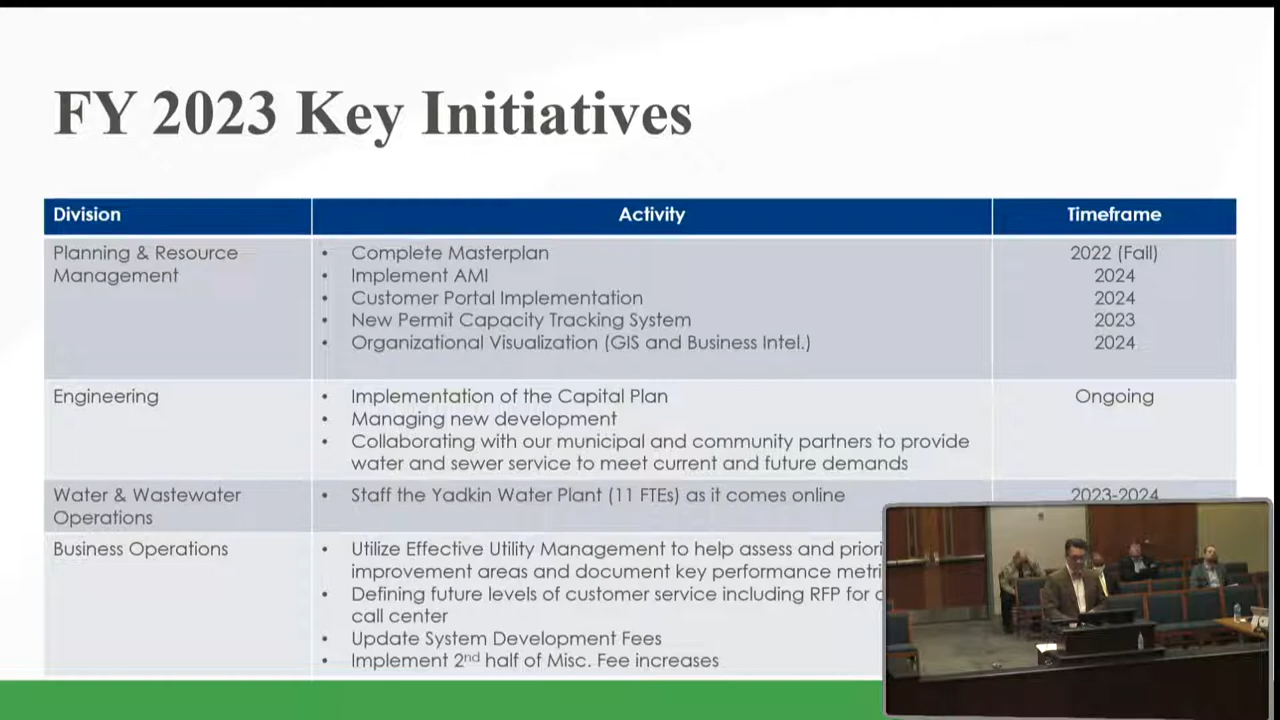 FY 2023 Key Initiatives
Division Activity Timeframe
Planning & Resource Management
• Complete Masterplan 2022 (Fall)
• Implement AMI 2024
• Customer Portal Implementation 2024
• New Permit Capacity Tracking System 2023
• Organizational Visualization (GIS and Business Intel.) 2024
Engineering
• Implementation of the Capital Plan Ongoing
• Managing new development
• Collaborating with our municipal and community partners to provide
water and sewer service to meet current and future demands
Water & Wastewater Operations
• Staff the Yadkin Water Plant (11 FTEs) as it comes online 2023-2024
Business Operations
• Utilize Effective Utility Management to help assess and
improvement areas and document key performance
• Defining future levels of customer service including RFP for
call center
• Update System Development Fees
• Implement 2nd half of Misc. Fee increases